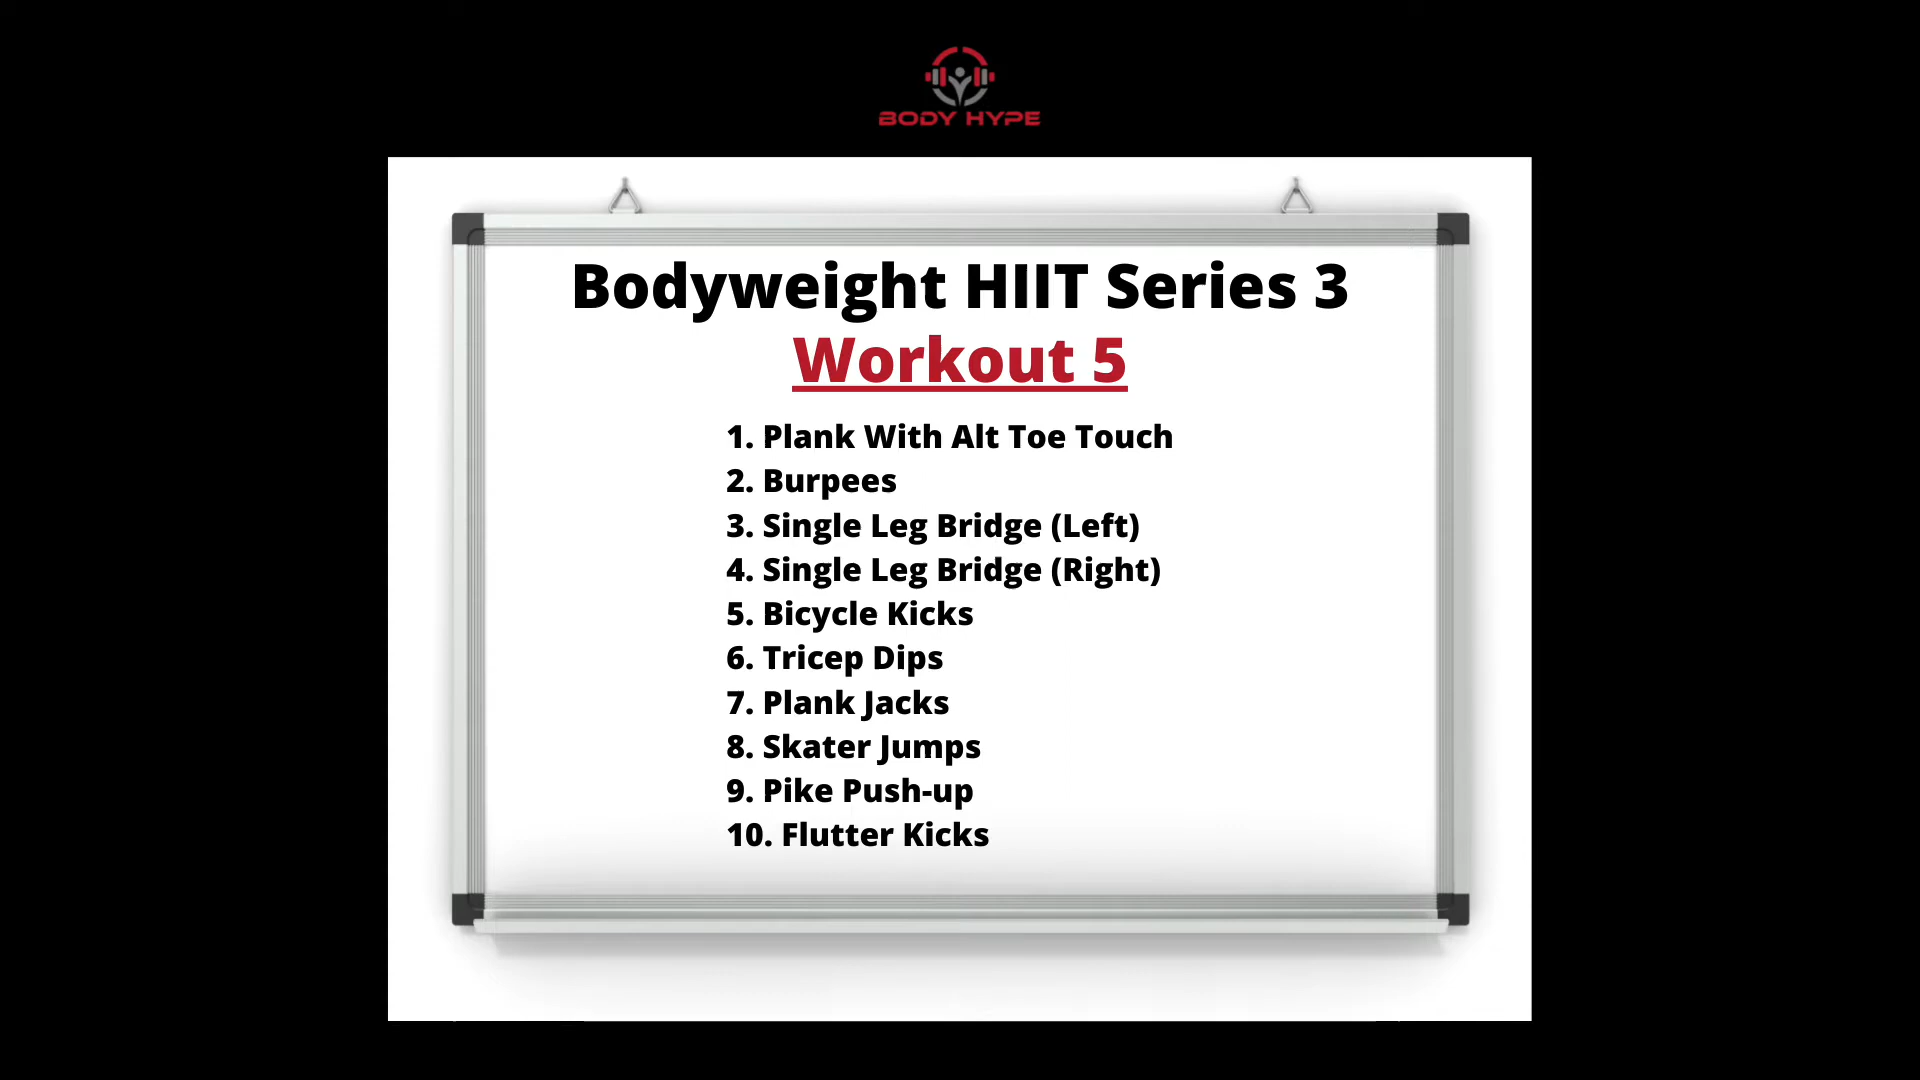 BODY HYPE
Bodyweight HIIT Series 3
Workout 5
1. Plank With Alt Toe Touch
2. Burpees
3. Single Leg Bridge (Left)
4. Single Leg Bridge (Right)
5. Bicycle Kicks
6. Tricep Dips
7. Plank Jacks
8. Skater Jumps
9. Pike Push-up
10. Flutter Kicks